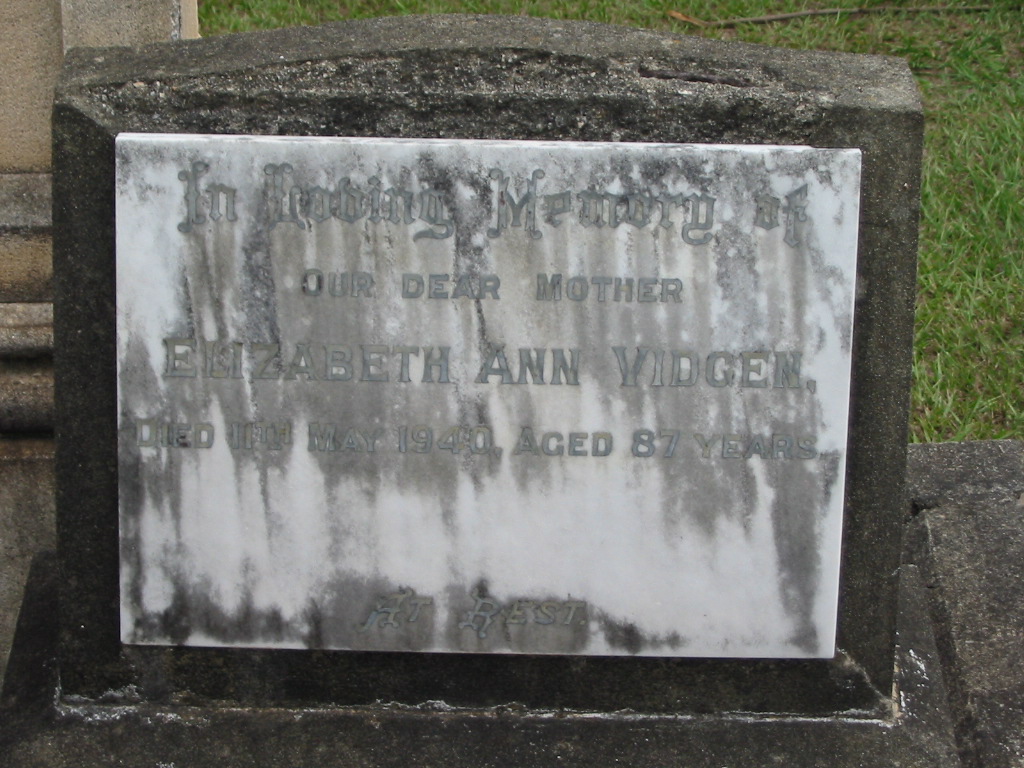 In Loving Memory of
OUR DEAR MOTHER
ELIZABETH ANN VIDGEN,
DIED 11TH MAY 1940, AGED 87 YEARS.
AT REST.